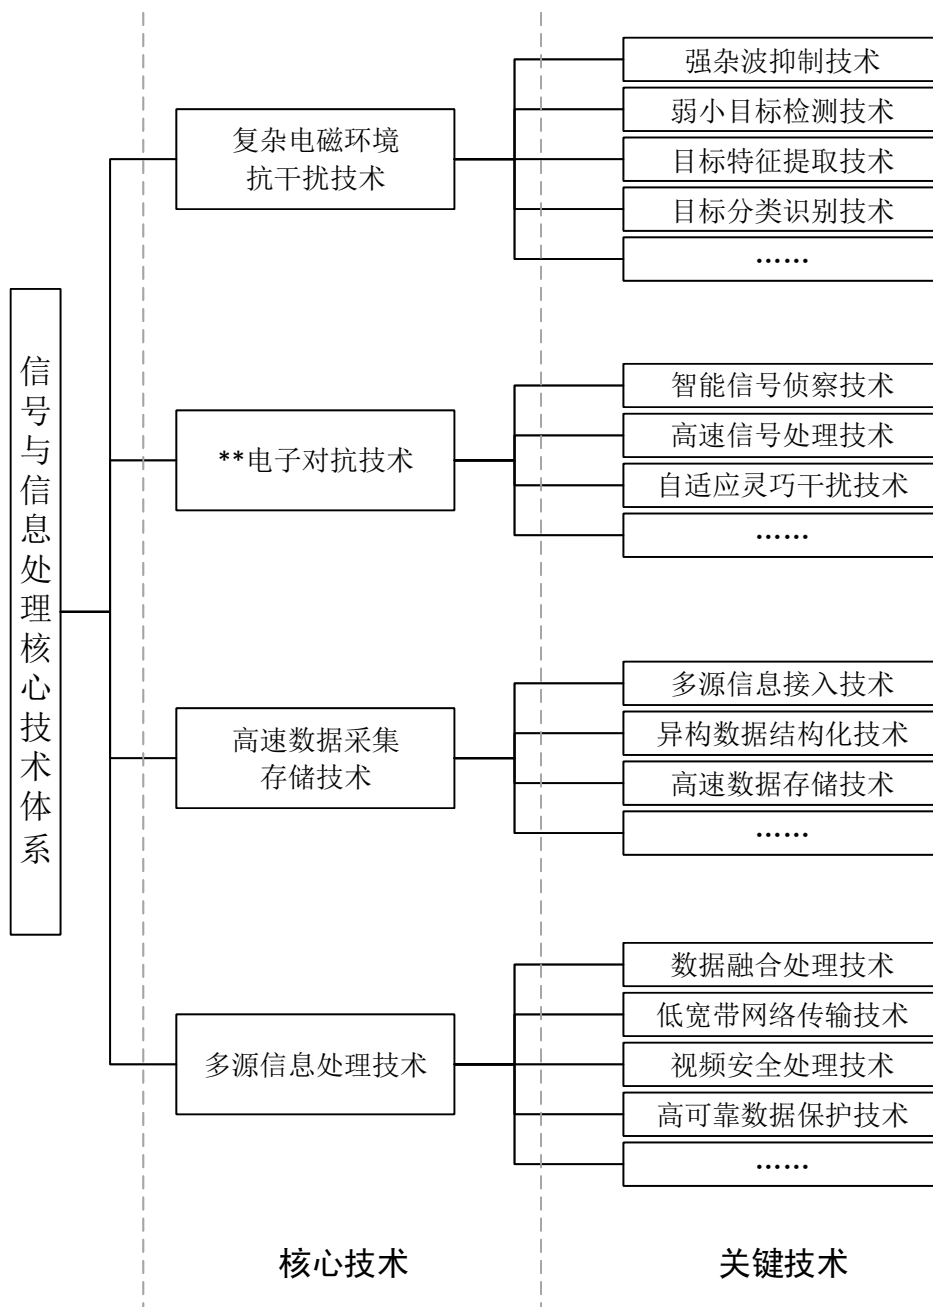 信号与信息处理核心技术体系
复杂电磁环境
抗干扰技术
强杂波抑制技术
弱小目标检测技术
目标特征提取技术
目标分类识别技术
……
**电子对抗技术
智能信号侦察技术
高速信号处理技术
自适应灵巧干扰技术
……
高速数据采集
存储技术
多源信息接入技术
异构数据结构化技术
高速数据存储技术
……
多源信息处理技术
数据融合处理技术
低宽带网络传输技术
视频安全处理技术
高可靠数据保护技术
……
核心技术
关键技术